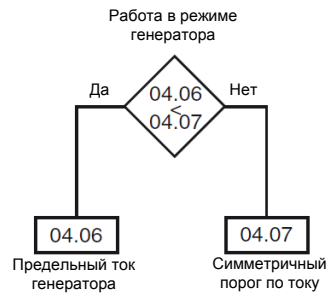 Работа в режиме
генератора
Да
04.06
<
04.07
Нет
04.06
04.07
Предельный ток
генератора
Симметричный
порог по току